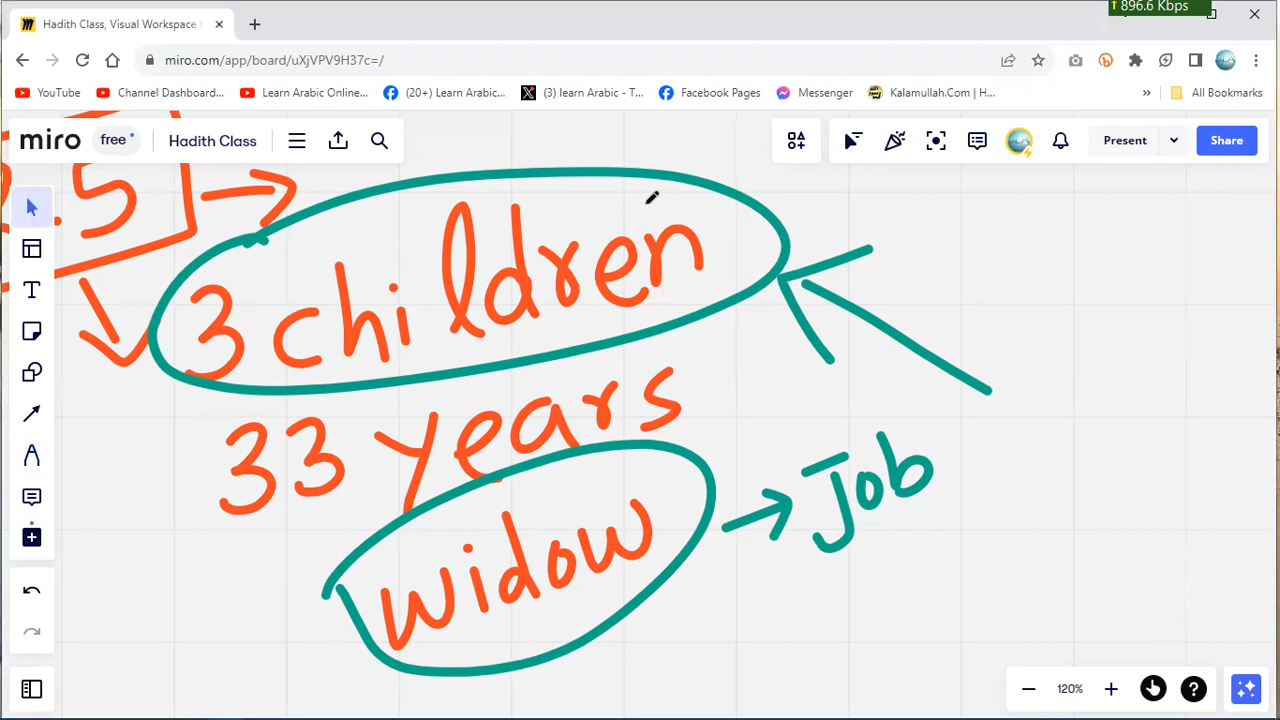 896.6 Kbps
Hadith Class, Visual Workspace f
miro.com/app/board/uXjVPV9H37c=/
YouTube Channel Dashboard... Learn Arabic Online... (20+) Learn Arabic... (3) learn Arabic - T... Facebook Pages Messenger Kalamullah.Com | H... » All Bookmarks
miro free Hadith Class Present Share
.5
3 children
33 years
widow → Job
120%